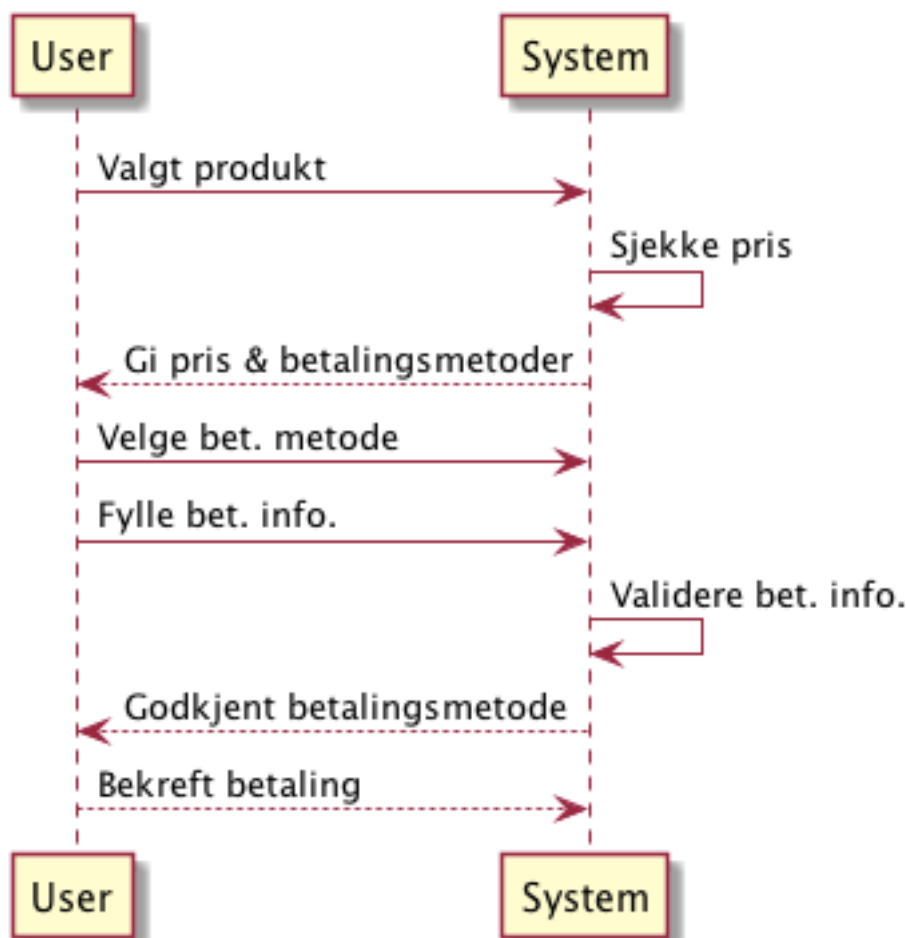 User
System
Valgt produkt
Sjekke pris
Gi pris & betalingsmetoder
Velge bet. metode
Fylle bet. info.
Validere bet. info.
Godkjent betalingsmetode
Bekreft betaling
User
System